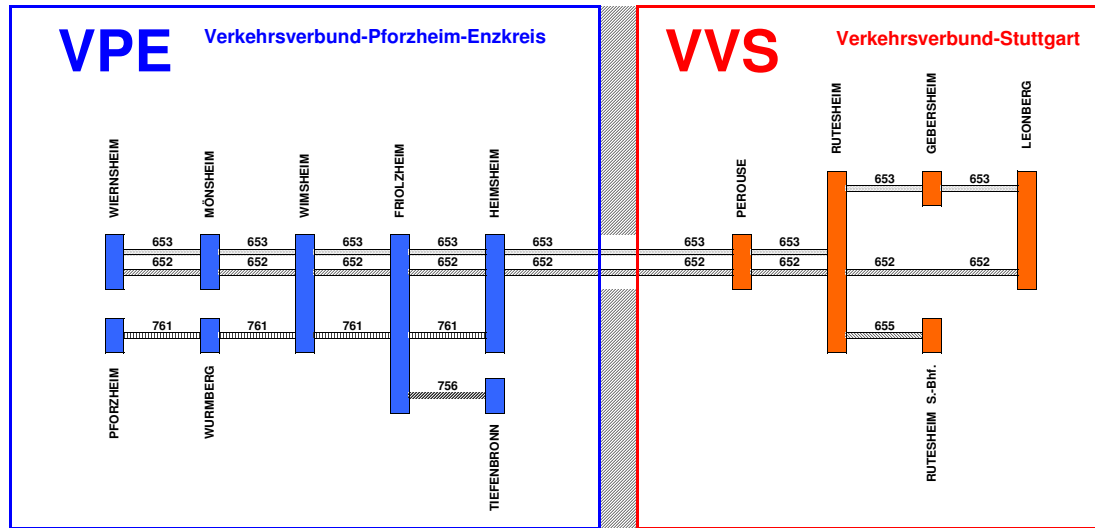 VPE Verkehrsverbund-Pforzheim-Enzkreis
WIERNSHEIM
MÖNSHEIM
WIMSHEIM
FRIOLZHEIM
HEIMSHEIM
653 653 653 653 653
652 652 652 652 652
761 761 761 761
756
PFORZHEIM
WURMBERG
TIEFENBRONN
VVS Verkehrsverbund-Stuttgart
PEROUSE
RUTESHEIM
GEBERSHEIM
LEONBERG
653 653
653 653
652 652 652 652
655
RUTESHEIM S.-Bhf.